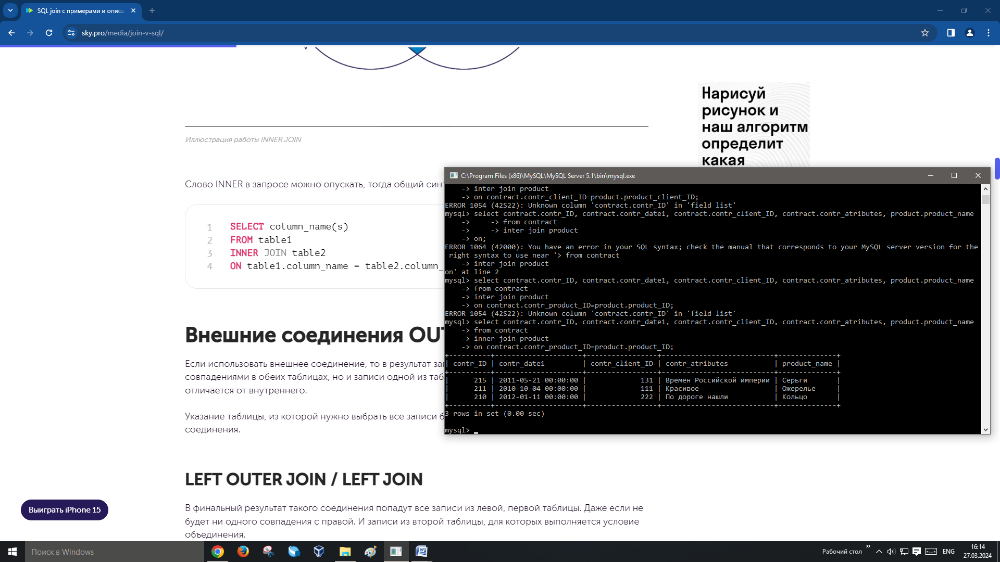 SQL join с примерами и описа
sky.pro/media/join-v-sql/
Иллюстрация работы INNER JOIN
Нарисуй
рисунок и
наш алгоритм
определит
какая
Слово INNER в запросе можно опускать, тогда общий синт
1 SELECT column_name(s)
2 FROM table1
3 INNER JOIN table2
4 ON table1.column_name = table2.column_
Внешние соединения OUT
Если использовать внешнее соединение, то в результат за
совпадениями в обеих таблицах, но и записи одной из таб
отличается от внутреннего.
Указание таблицы, из которой нужно выбрать все записи б
соединения.
LEFT OUTER JOIN / LEFT JOIN
В финальный результат такого соединения попадут все записи из левой, первой таблицы. Даже если не
будет ни одного совпадения с правой. И записи из второй таблицы, для которых выполняется условие
объединения.
Выиграть iPhone 15
C:\Program Files (x86)\MySQL\MySQL Server 5.1\bin\mysql.exe
    -> inter join product
    -> on contract.contr_client_ID=product.product_client_ID;
ERROR 1054 (42S22): Unknown column 'contract.contr_ID' in 'field list'
mysql> select contract.contr_ID, contract.contr_date1, contract.contr_client_ID, contract.contr_atributes, product.product_name
    ->     -> from contract
    ->     -> inter join product
    -> on;
ERROR 1064 (42000): You have an error in your SQL syntax; check the manual that corresponds to your MySQL server version for the
 right syntax to use near '> from contract
    -> inter join product
on' at line 2
mysql> select contract.contr_ID, contract.contr_date1, contract.contr_client_ID, contract.contr_atributes, product.product_name
    -> from contract
    -> inter join product
    -> on contract.contr_product_ID=product.product_ID;
ERROR 1054 (42S22): Unknown column 'contract.contr_ID' in 'field list'
mysql> select contract.contr_ID, contract.contr_date1, contract.contr_client_ID, contract.contr_atributes, product.product_name
    -> from contract
    -> inner join product
    -> on contract.contr_product_ID=product.product_ID;
+----------+---------------------+-----------------+---------------------------+--------------+
| contr_ID | contr_date1         | contr_client_ID | contr_atributes           | product_name |
+----------+---------------------+-----------------+---------------------------+--------------+
|      215 | 2011-05-21 00:00:00 |             131 | Времен Российской империи | Серьги       |
|      211 | 2010-10-04 00:00:00 |             111 | Красивое                  | Ожерелье     |
|      210 | 2012-01-11 00:00:00 |             222 | По дороге нашли           | Кольцо       |
+----------+---------------------+-----------------+---------------------------+--------------+
3 rows in set (0.00 sec)
mysql> _
Поиск в Windows
Рабочий стол
ENG
16:14
27.03.2024